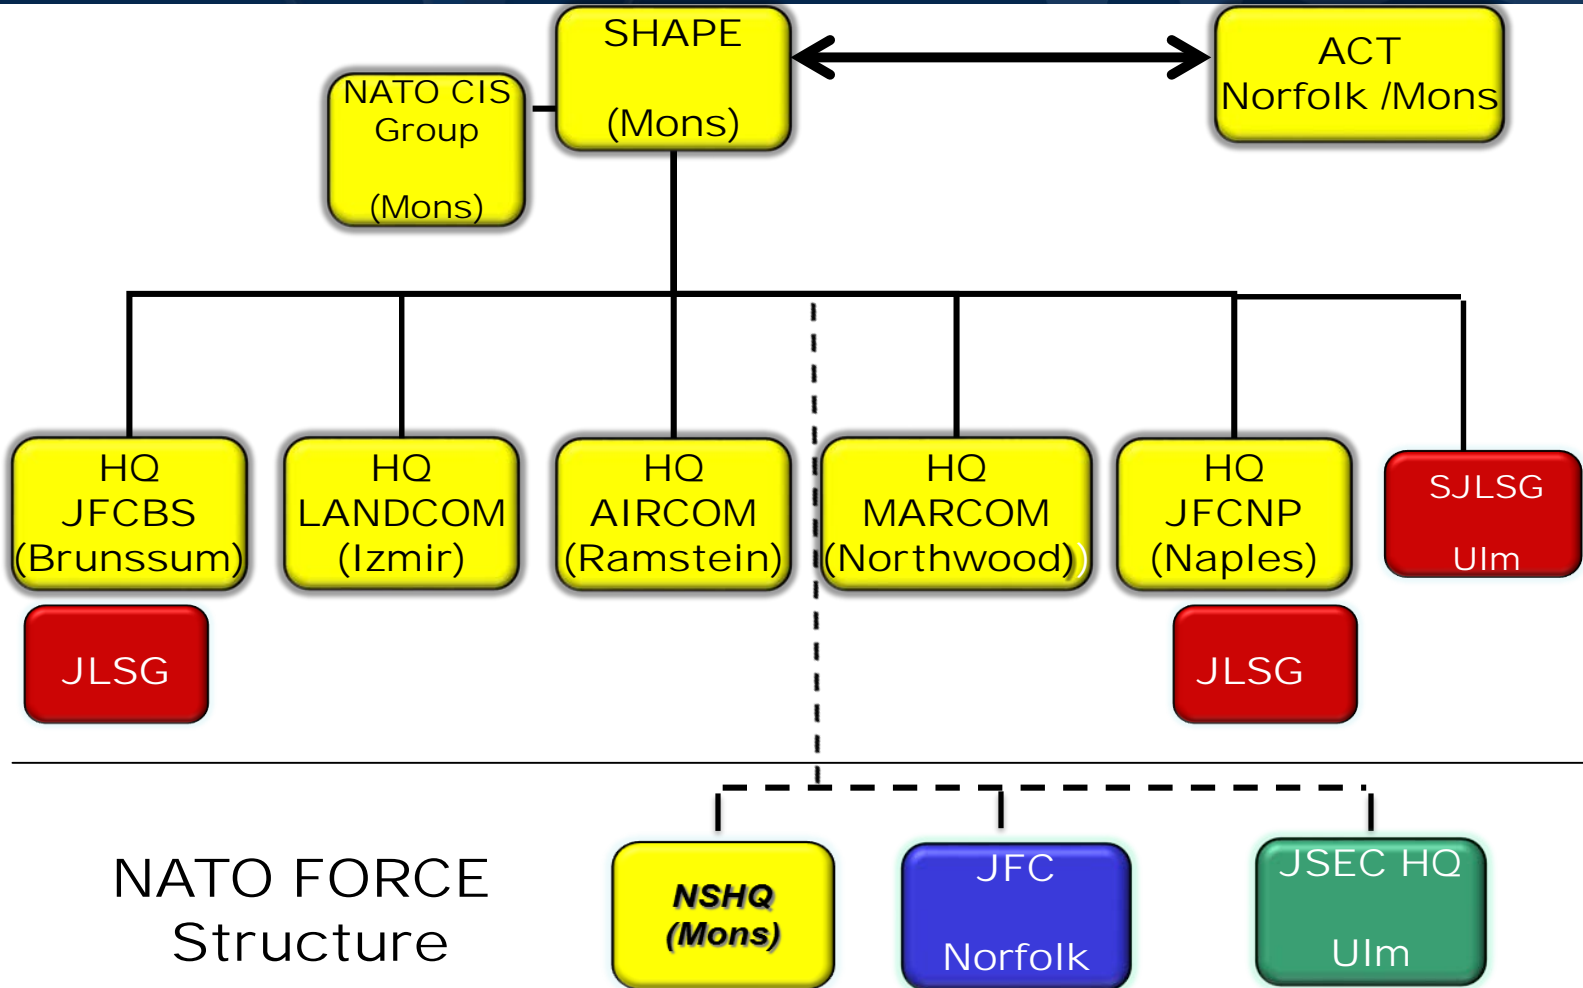 SHAPE
(Mons)
ACT
Norfolk /Mons
NATO CIS
Group
(Mons)
HQ
JFCBS
(Brunssum)
HQ
LANDCOM
(Izmir)
HQ
AIRCOM
(Ramstein)
HQ
MARCOM
(Northwood))
HQ
JFCNP
(Naples)
SJLSG
Ulm
JLSG
JLSG
NATO FORCE
Structure
NSHQ
(Mons)
JFC
Norfolk
JSEC HQ
Ulm